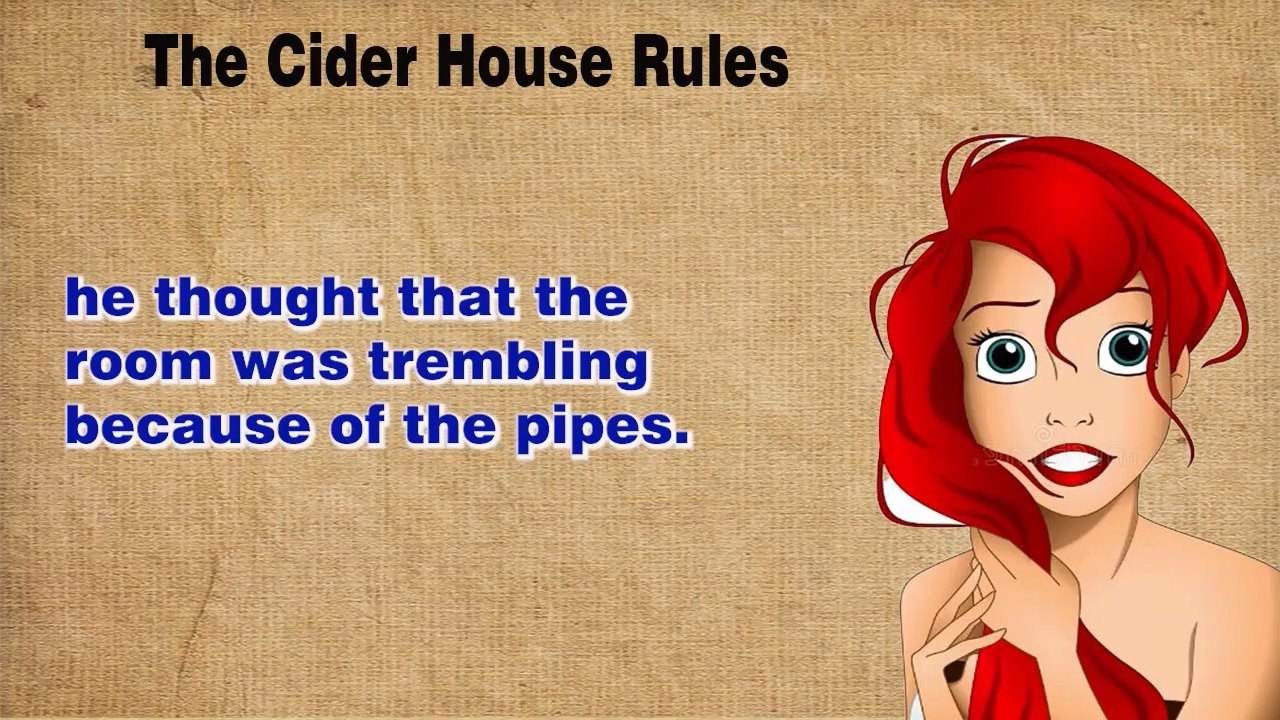 The Cider House Rules
he thought that the
room was trembling
because of the pipes.